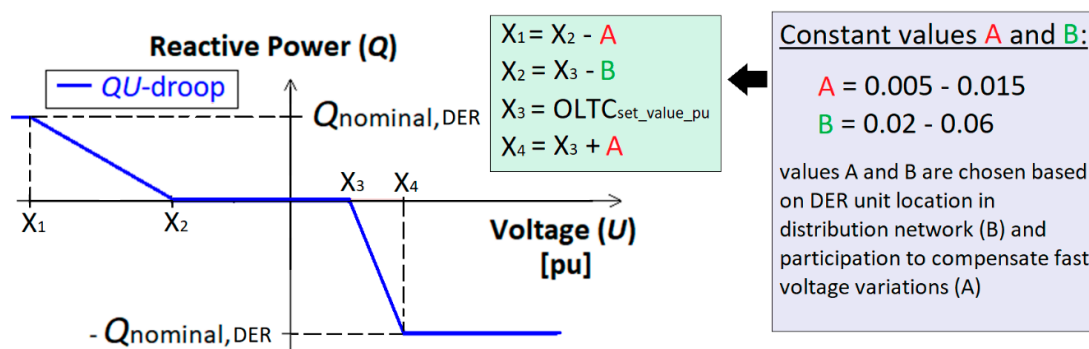 Reactive Power (Q)
QU-droop
Qnominal,DER
X1
X2
X3
X4
Voltage (U)
[pu]
- Qnominal,DER
X1 = X2 - A
X2 = X3 - B
X3 = OLTCset_value_pu
X4 = X3 + A
Constant values A and B:
A = 0.005 - 0.015
B = 0.02 - 0.06
values A and B are chosen based
on DER unit location in
distribution network (B) and
participation to compensate fast
voltage variations (A)